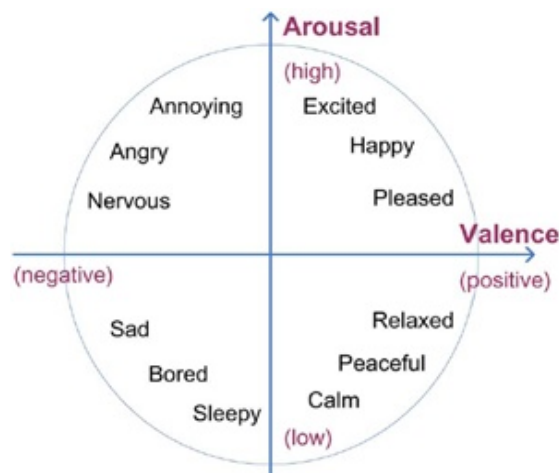 Arousal
(high)
Annoying Excited
Angry Happy
Nervous Pleased
Valence
(negative) (positive)
Sad Relaxed
Bored Peaceful
Sleepy Calm
(low)